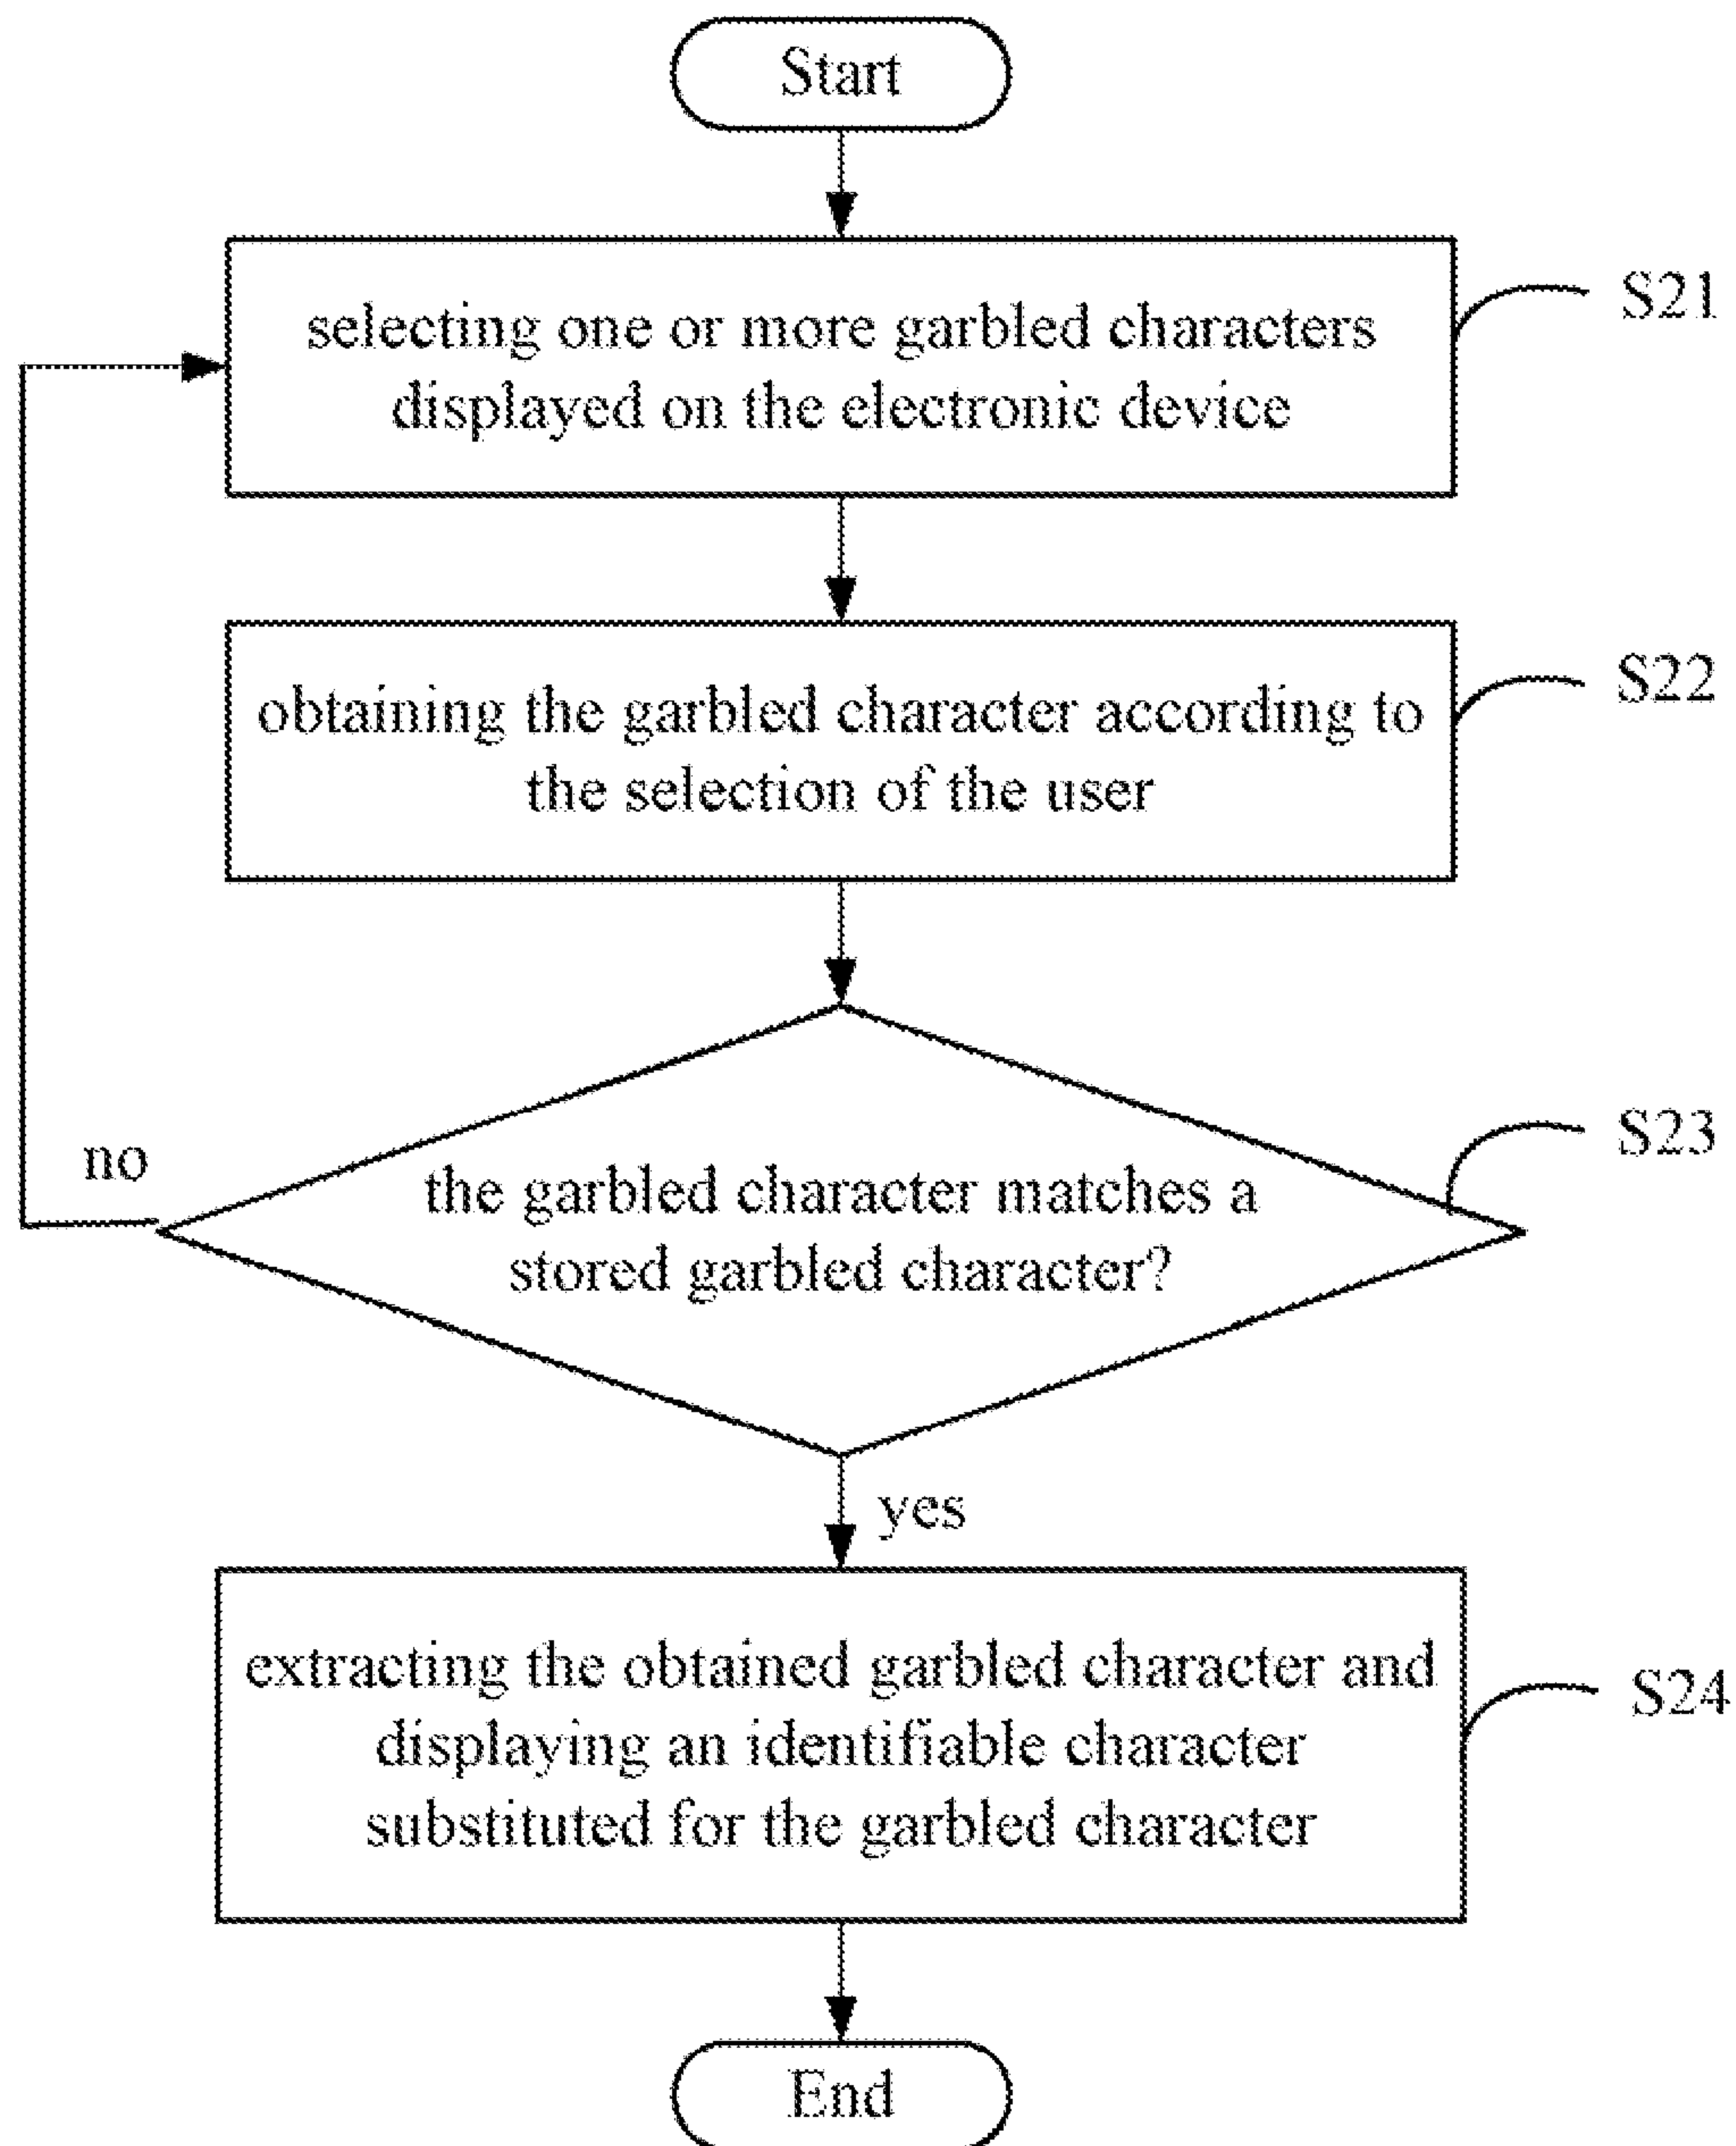 Start
selecting one or more garbled characters
displayed on the electronic device
S21
obtaining the garbled character according to
the selection of the user
S22
no
the garbled character matches a
stored garbled character?
S23
yes
extracting the obtained garbled character and
displaying an identifiable character
substituted for the garbled character
S24
End